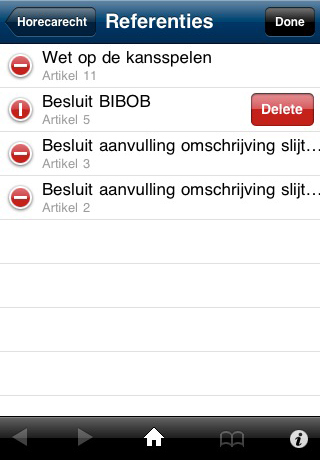 Horecarecht
Referenties
Done
Wet op de kansspelen
Artikel 11
Besluit BIBOB
Artikel 5
Delete
Besluit aanvulling omschrijving slijt...
Artikel 3
Besluit aanvulling omschrijving slijt...
Artikel 2